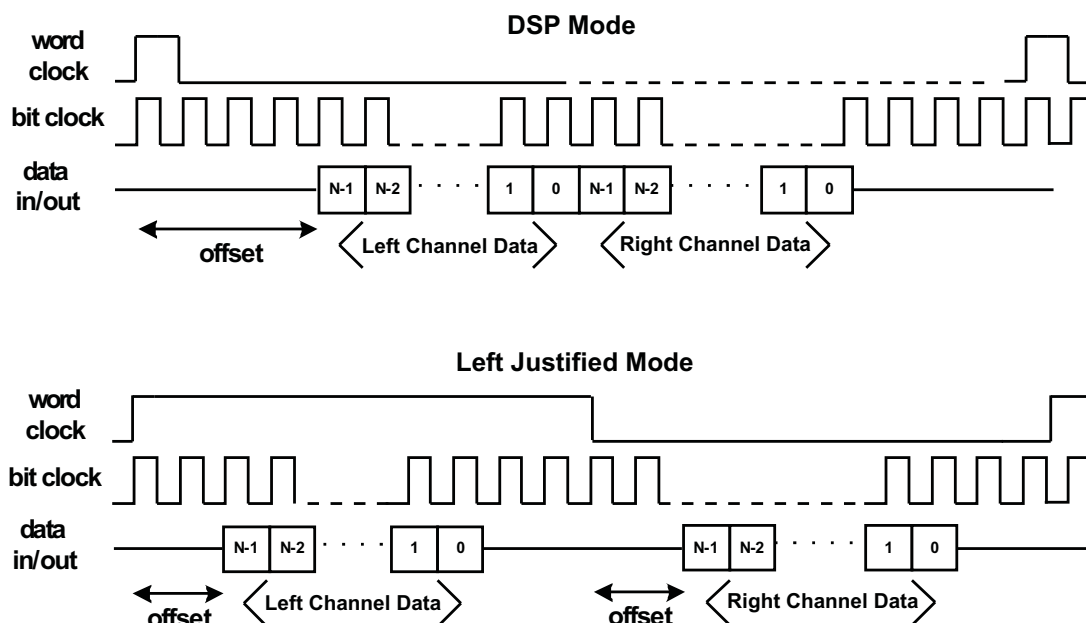 DSP Mode
word
clock
bit clock
data
in/out
N-1 N-2 . . . . 1 0 N-1 N-2 . . . . . 1 0
offset
Left Channel Data
Right Channel Data
Left Justified Mode
word
clock
bit clock
data
in/out
N-1 N-2 . . . . . 1 0
N-1 N-2 . . . . . 1 0
offset
Left Channel Data
offset
Right Channel Data